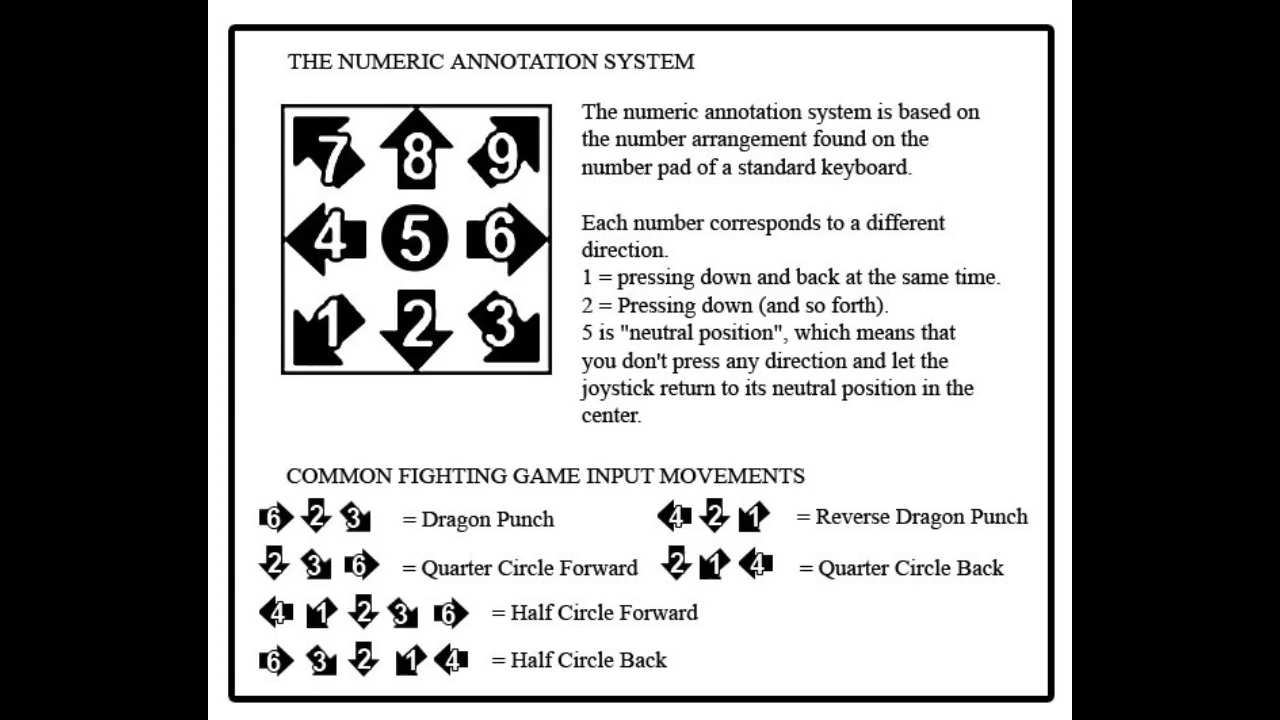 THE NUMERIC ANNOTATION SYSTEM
7 8 9
4 5 6
1 2 3
The numeric annotation system is based on
the number arrangement found on the
number pad of a standard keyboard.
Each number corresponds to a different
direction.
1 = pressing down and back at the same time.
2 = Pressing down (and so forth).
5 is "neutral position", which means that
you don't press any direction and let the
joystick return to its neutral position in the
center.
COMMON FIGHTING GAME INPUT MOVEMENTS
6 2 3 = Dragon Punch
4 2 1 = Reverse Dragon Punch
2 3 6 = Quarter Circle Forward
2 1 4 = Quarter Circle Back
4 1 2 3 6 = Half Circle Forward
6 3 2 1 4 = Half Circle Back